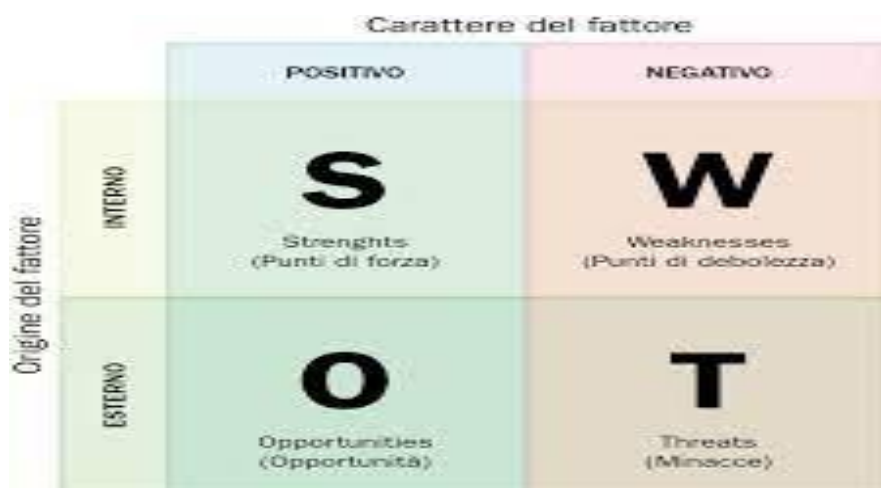 Carattere del fattore
POSITIVO
NEGATIVO
Origine del fattore
INTERNO
S
Strenghts
(Punti di forza)
W
Weaknesses
(Punti di debolezza)
ESTERNO
O
Opportunities
(Opportunità)
T
Threats
(Minacce)